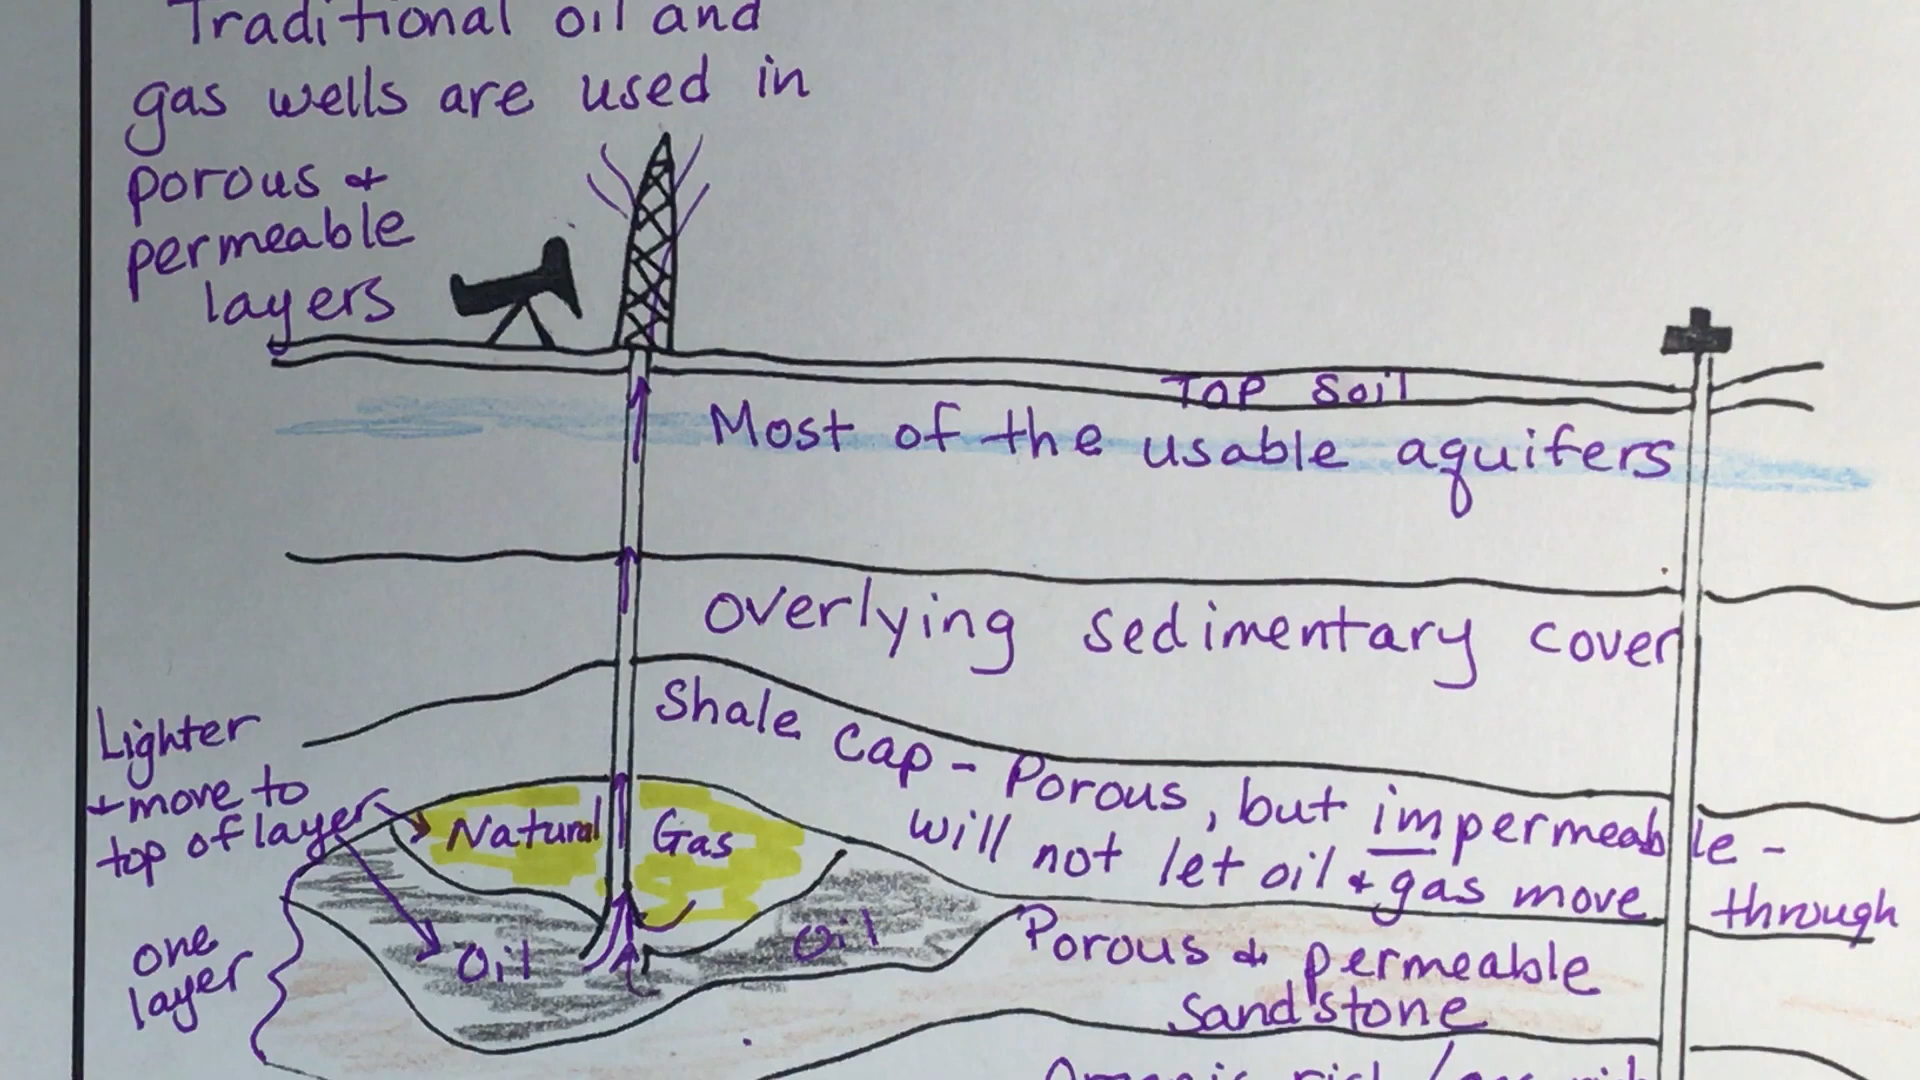 Traditional oil and
gas wells are used in
porous +
permeable
layers
Top Soil
Most of the usable aquifers
Overlying sedimentary cover
Shale Cap - Porous, but impermeable -
will not let oil + gas move through
Lighter
+ move to
top of layer
Natural Gas
Oil
Oil
one
layer
Porous + permeable
Sandstone
Organic rich /